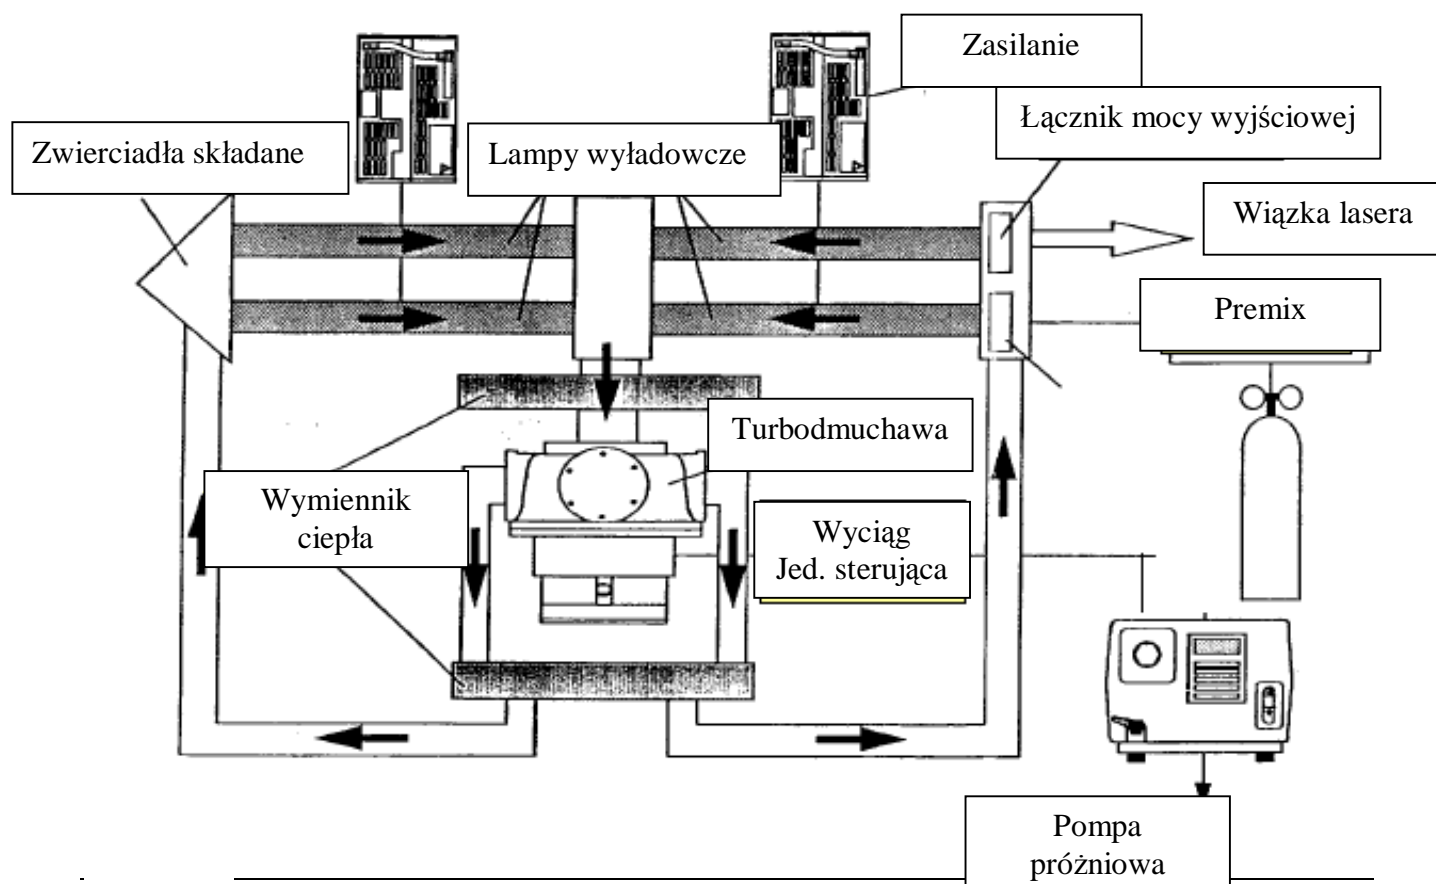 Zasilanie
Łącznik mocy wyjściowej
Zwierciadła składane
Lampy wyładowcze
Wiązka lasera
Premix
Turbodmuchawa
Wymiennik
ciepła
Wyciąg
Jed. sterująca
Pompa
próżniowa